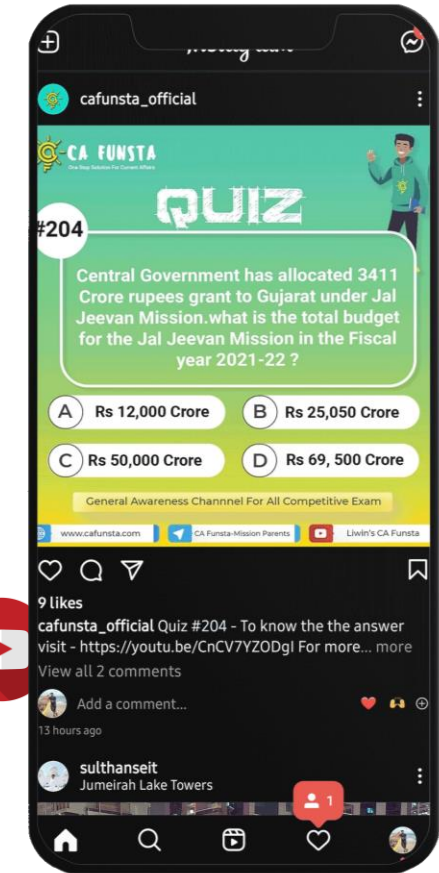 cafunsta_official
CA FUNSTA
One Stop Solution For Current Affairs
QUIZ
#204
Central Government has allocated 3411
Crore rupees grant to Gujarat under Jal
Jeevan Mission.what is the total budget
for the Jal Jeevan Mission in the Fiscal
year 2021-22 ?
A Rs 12,000 Crore
B Rs 25,050 Crore
C Rs 50,000 Crore
D Rs 69, 500 Crore
General Awareness Channnel For All Competitive Exam
www.cafunsta.com
CA Funsta-Mission Parents
Liwin's CA Funsta
9 likes
cafunsta_official Quiz #204 - To know the the answer
visit - https://youtu.be/CnCV7YZODgI For more... more
View all 2 comments
Add a comment...
13 hours ago
sulthanseit
Jumeirah Lake Towers
1